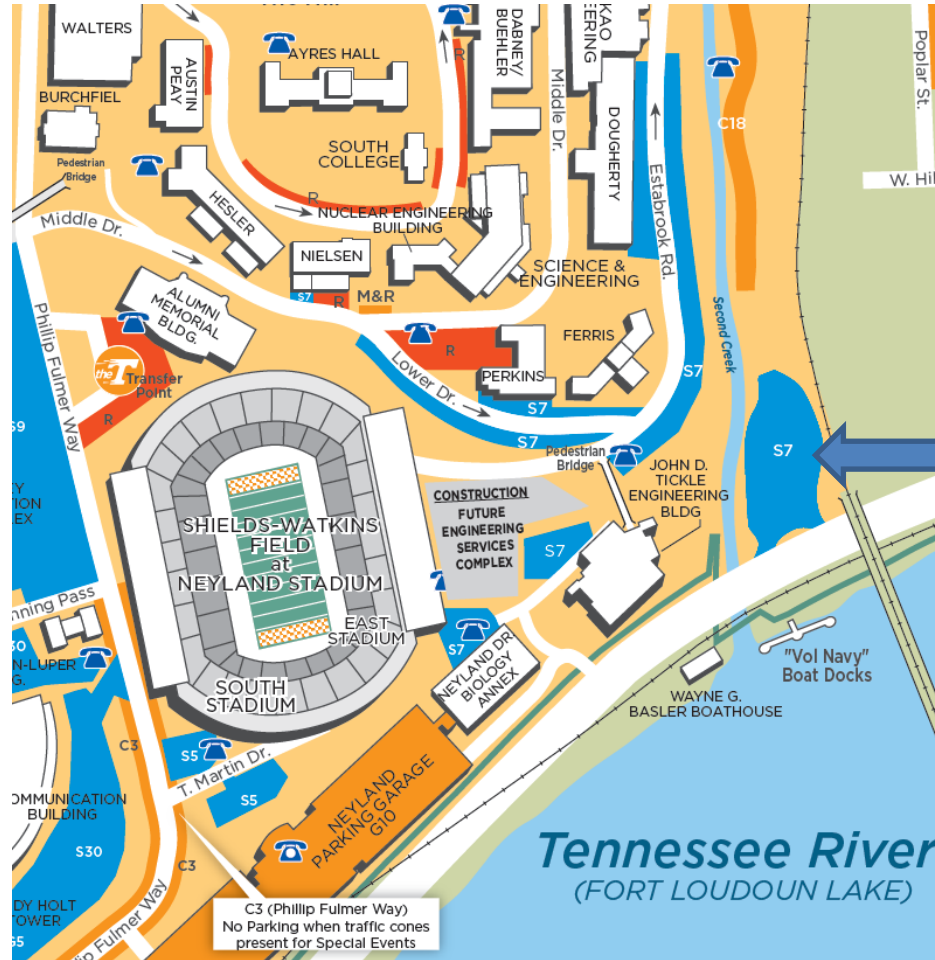 WALTERS
AUSTIN
PEAY
AYRES HALL
R
DABNEY/
BUEHLER
Middle Dr.
DOUGHERTY
C18
Poplar St.
BURCHFIEL
SOUTH
COLLEGE
Pedestrian
Bridge
HESLER
R
NUCLEAR ENGINEERING
BUILDING
Estabrook Rd.
Middle Dr.
NIELSEN
SCIENCE &
ENGINEERING
S7
R
M&R
ALUMNI
MEMORIAL
BLDG.
Phillip Fulmer Way
Second Creek
FERRIS
R
PERKINS
Lower Dr.
the T
Transfer
Point
R
S7
S7
S7
S9
S7
Pedestrian
Bridge
JOHN D.
TICKLE
ENGINEERING
BLDG
CONSTRUCTION
FUTURE
ENGINEERING
SERVICES
COMPLEX
S7
SHIELDS-WATKINS
FIELD
at
NEYLAND STADIUM
EAST
STADIUM
S7
SOUTH
STADIUM
NEYLAND DR.
BIOLOGY
ANNEX
"Vol Navy"
Boat Docks
WAYNE G.
BASLER BOATHOUSE
C3
S5
T. Martin Dr.
S5
COMMUNICATION
BUILDING
NEYLAND
PARKING GARAGE
G10
S30
C3
Tennessee River
(FORT LOUDOUN LAKE)
Phillip Fulmer Way
C3 (Phillip Fulmer Way)
No Parking when traffic cones
present for Special Events